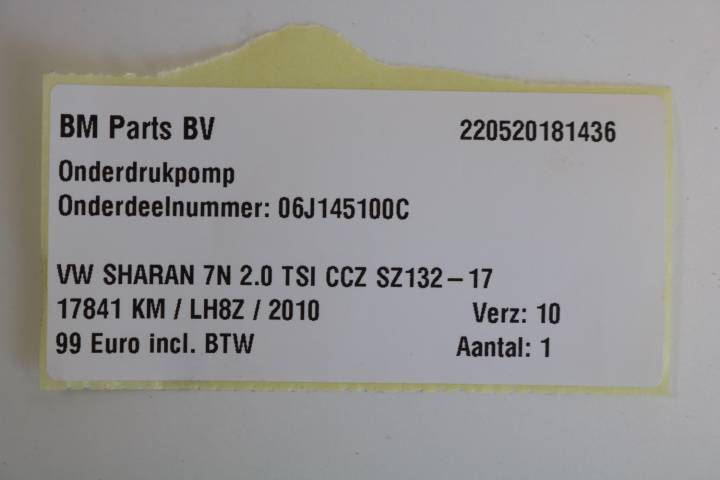 BM Parts BV 220520181436
Onderdrukpomp
Onderdeelnummer: 06J145100C
VW SHARAN 7N 2.0 TSI CCZ SZ132-17
17841 KM / LH8Z / 2010 Verz: 10
99 Euro incl. BTW Aantal: 1